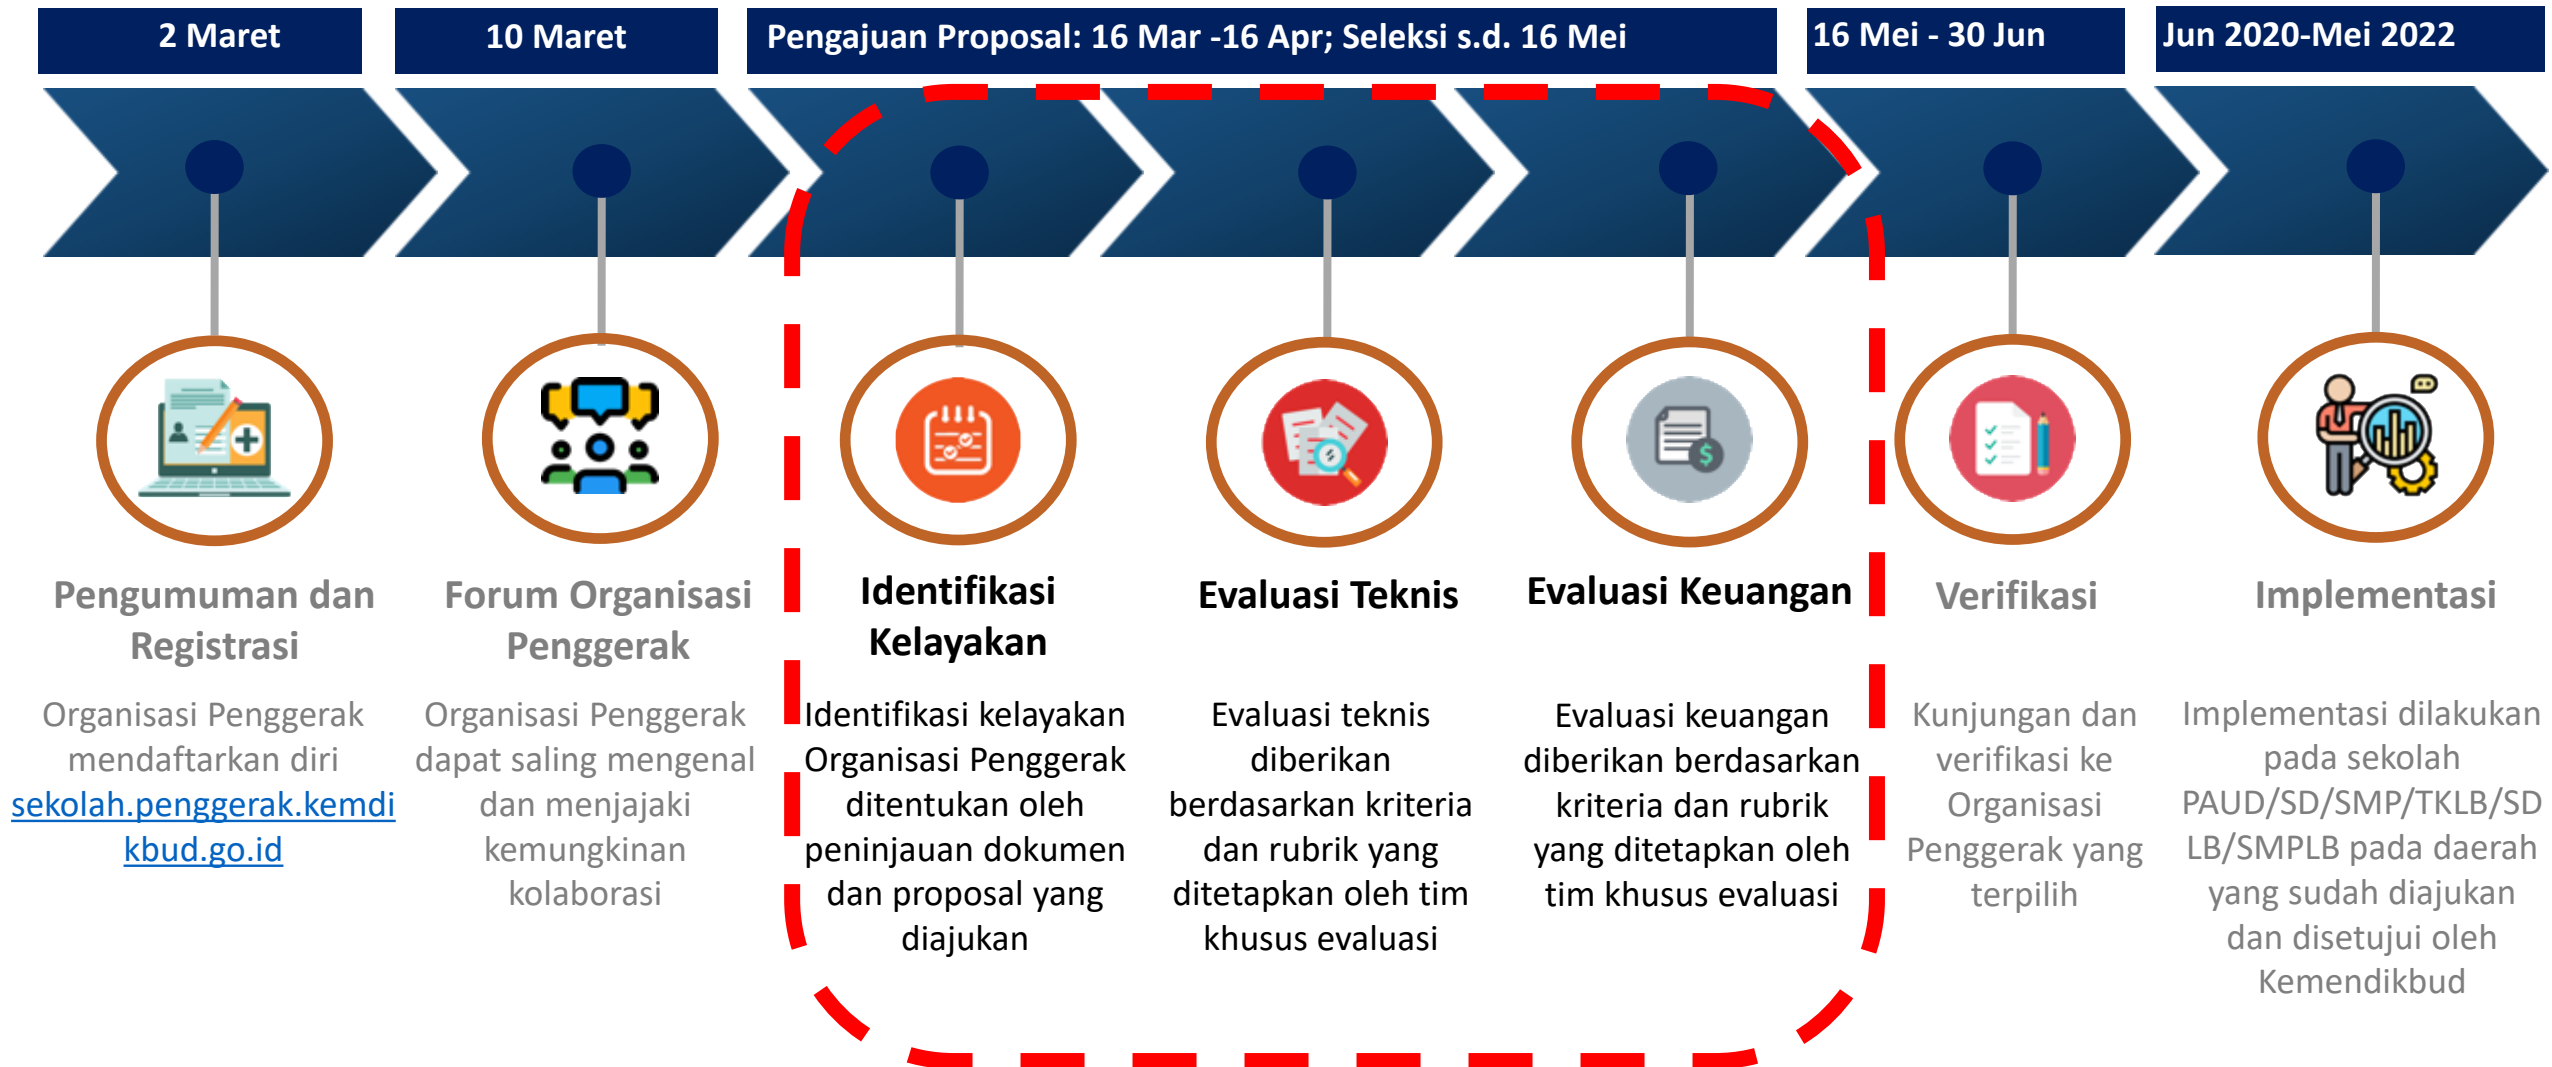 2 Maret
10 Maret
Pengajuan Proposal: 16 Mar -16 Apr; Seleksi s.d. 16 Mei
16 Mei - 30 Jun
Jun 2020-Mei 2022
Pengumuman dan
Registrasi
Organisasi Penggerak
mendaftarkan diri
sekolah.penggerak.kemdi
kbud.go.id
Forum Organisasi
Penggerak
Organisasi Penggerak
dapat saling mengenal
dan menjajaki
kemungkinan
kolaborasi
Identifikasi
Kelayakan
Identifikasi kelayakan
Organisasi Penggerak
ditentukan oleh
peninjauan dokumen
dan proposal yang
diajukan
Evaluasi Teknis
Evaluasi teknis
diberikan
berdasarkan kriteria
dan rubrik yang
ditetapkan oleh tim
khusus evaluasi
Evaluasi Keuangan
Evaluasi keuangan
diberikan berdasarkan
kriteria dan rubrik
yang ditetapkan oleh
tim khusus evaluasi
Verifikasi
Kunjungan dan
verifikasi ke
Organisasi
Penggerak yang
terpilih
Implementasi
Implementasi dilakukan
pada sekolah
PAUD/SD/SMP/TKLB/SD
LB/SMPLB pada daerah
yang sudah diajukan
dan disetujui oleh
Kemendikbud